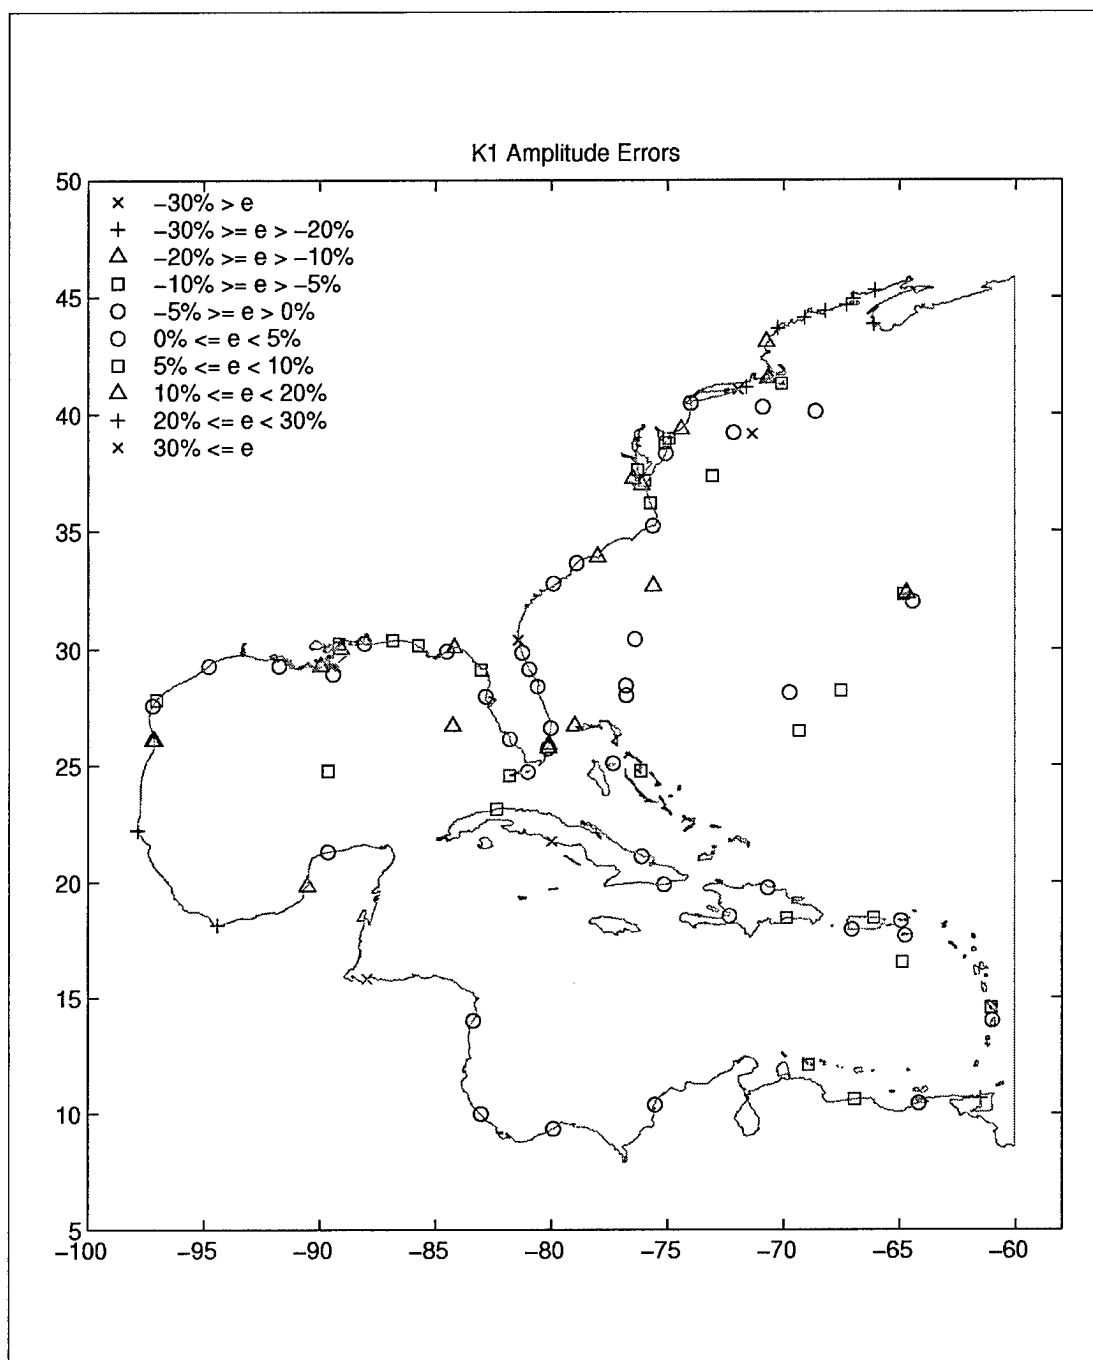 K1 Amplitude Errors
50
× −30% > e
+ −30% >= e > −20%
△ −20% >= e > −10%
□ −10% >= e > −5%
○ −5% >= e > 0%
○ 0% <= e < 5%
□ 5% <= e < 10%
△ 10% <= e < 20%
+ 20% <= e < 30%
× 30% <= e
45
40
35
30
25
20
15
10
5
−100 −95 −90 −85 −80 −75 −70 −65 −60